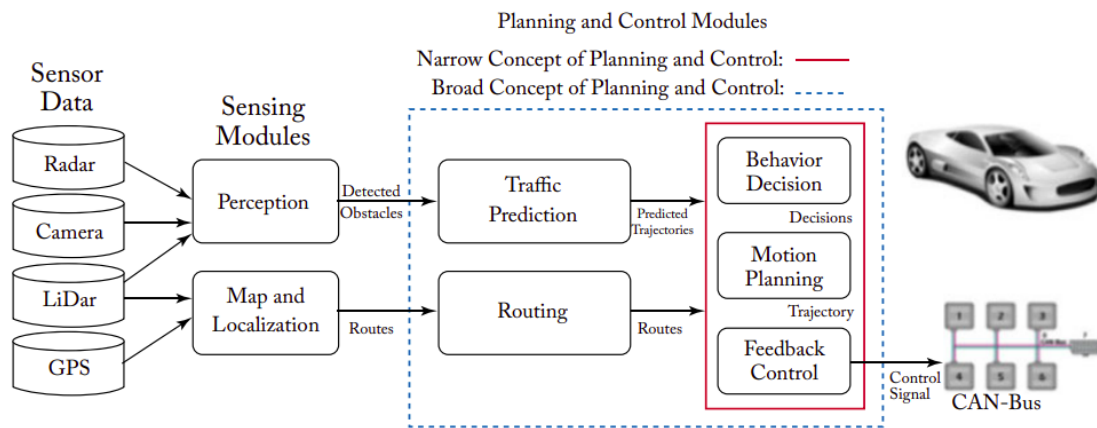 Planning and Control Modules
Narrow Concept of Planning and Control:
Broad Concept of Planning and Control:
Sensor
Data
Sensing
Modules
Radar
Camera
LiDar
GPS
Perception
Map and
Localization
Detected
Obstacles
Routes
Traffic
Prediction
Routing
Predicted
Trajectories
Routes
Behavior
Decision
Decisions
Motion
Planning
Trajectory
Feedback
Control
Control
Signal
1
2
3
CAN Bus
4
5
6
CAN-Bus